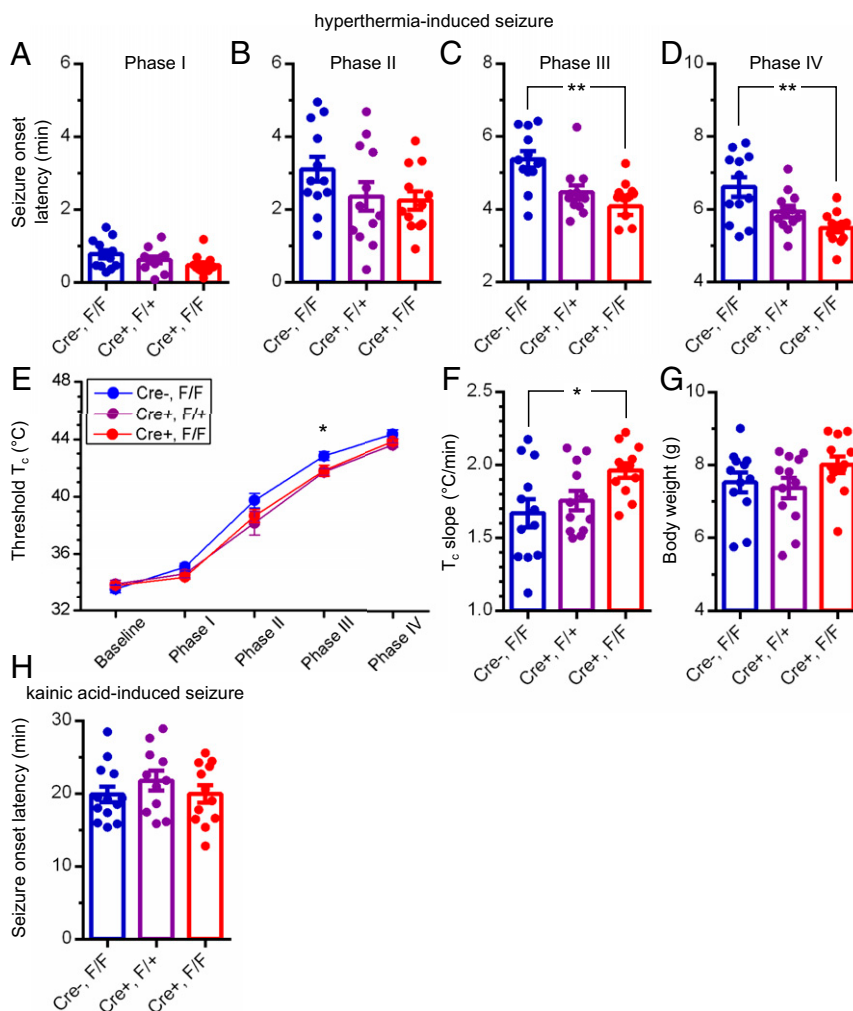 hyperthermia-induced seizure
A
Phase I
Seizure onset
latency (min)
6
4
2
0
Cre-, F/F
Cre+, F/+
Cre+, F/F
B
Phase II
6
4
2
0
Cre-, F/F
Cre+, F/+
Cre+, F/F
C
Phase III
**
8
6
4
2
Cre-, F/F
Cre+, F/+
Cre+, F/F
D
Phase IV
**
10
8
6
4
Cre-, F/F
Cre+, F/+
Cre+, F/F
E
Threshold Tc (°C)
48
44
40
36
32
Cre-, F/F
Cre+, F/+
Cre+, F/F
*
Baseline
Phase I
Phase II
Phase III
Phase IV
F
Tc slope (°C/min)
*
2.5
2.0
1.5
1.0
Cre-, F/F
Cre+, F/+
Cre+, F/F
G
Body weight (g)
10
8
6
4
Cre-, F/F
Cre+, F/+
Cre+, F/F
H
kainic acid-induced seizure
Seizure onset latency (min)
30
20
10
0
Cre-, F/F
Cre+, F/+
Cre+, F/F